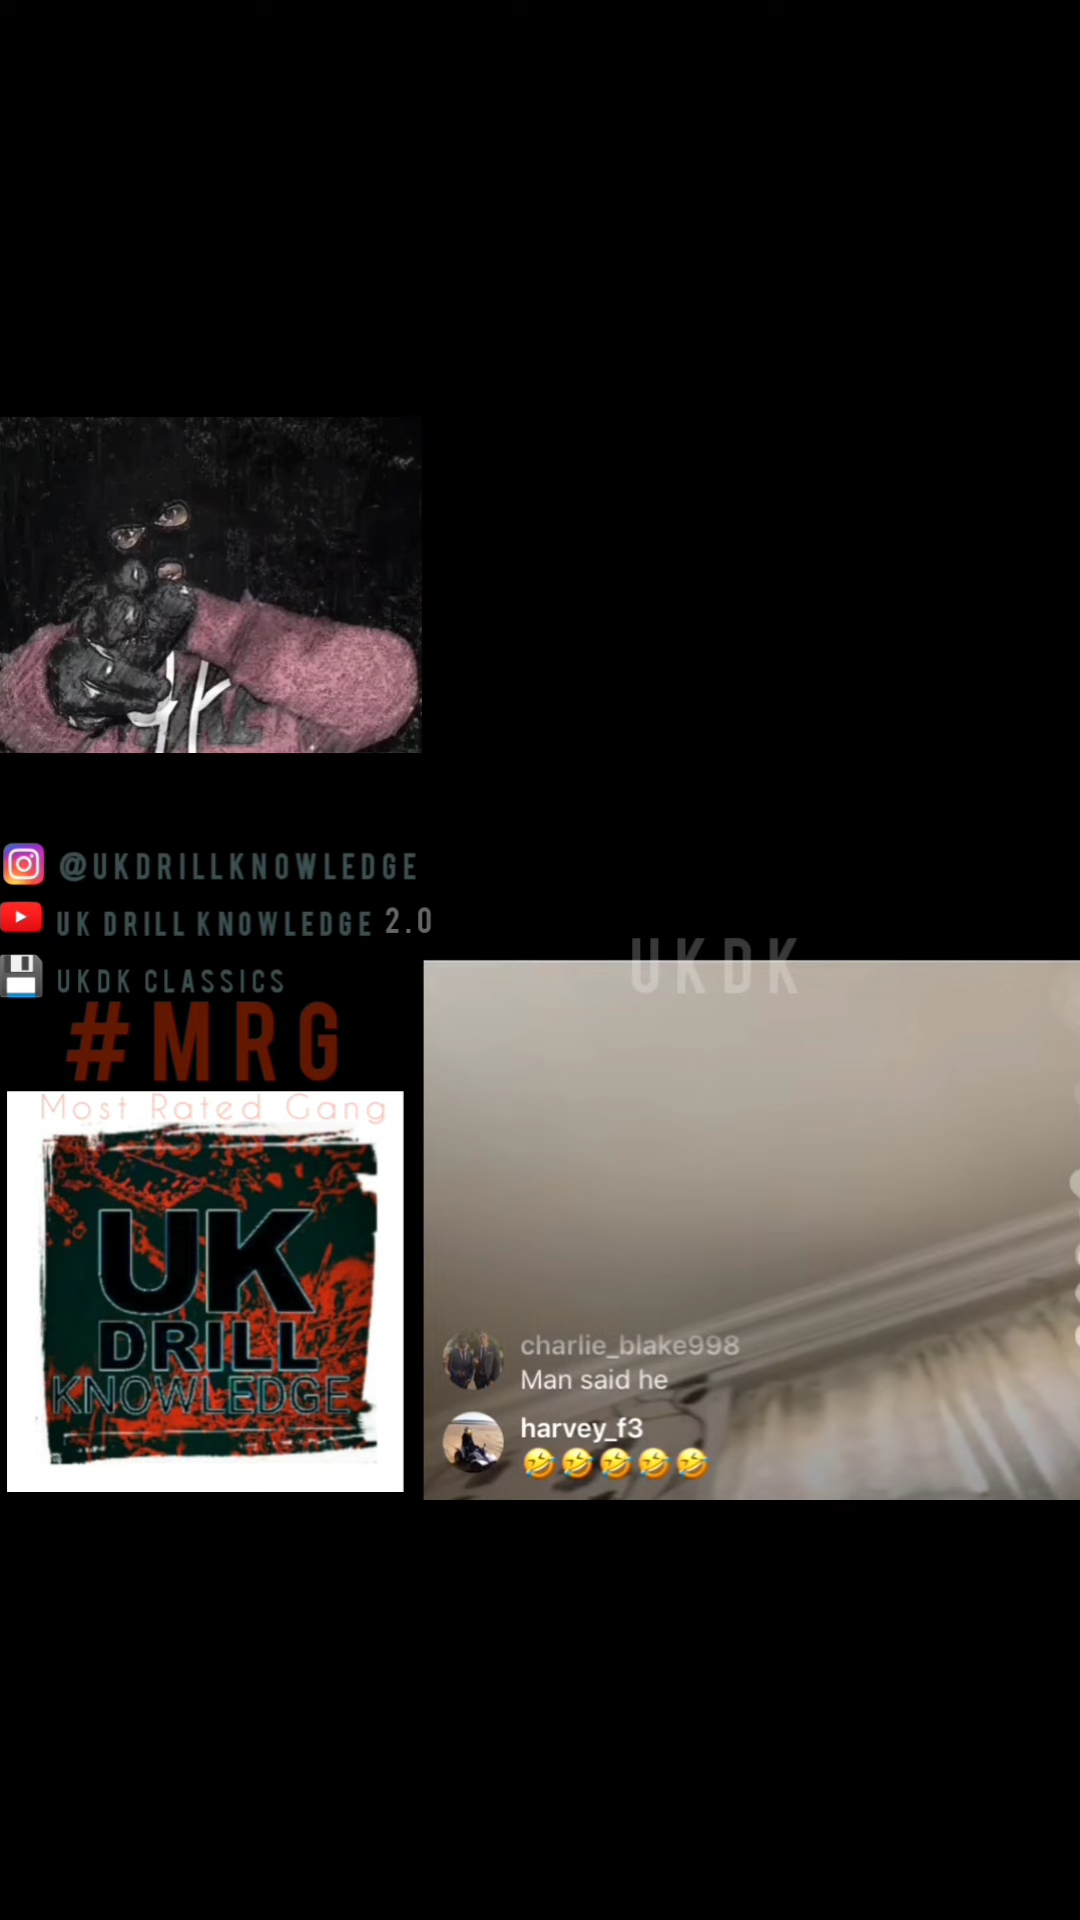 @UKDRILLKNOWLEDGE
UK DRILL KNOWLEDGE 2.0
UKDK
UKDK CLASSICS
#MRG
Most Rated Gang
UK
DRILL
KNOWLEDGE
charlie_blake998
Man said he
harvey_f3
🤣🤣🤣🤣🤣